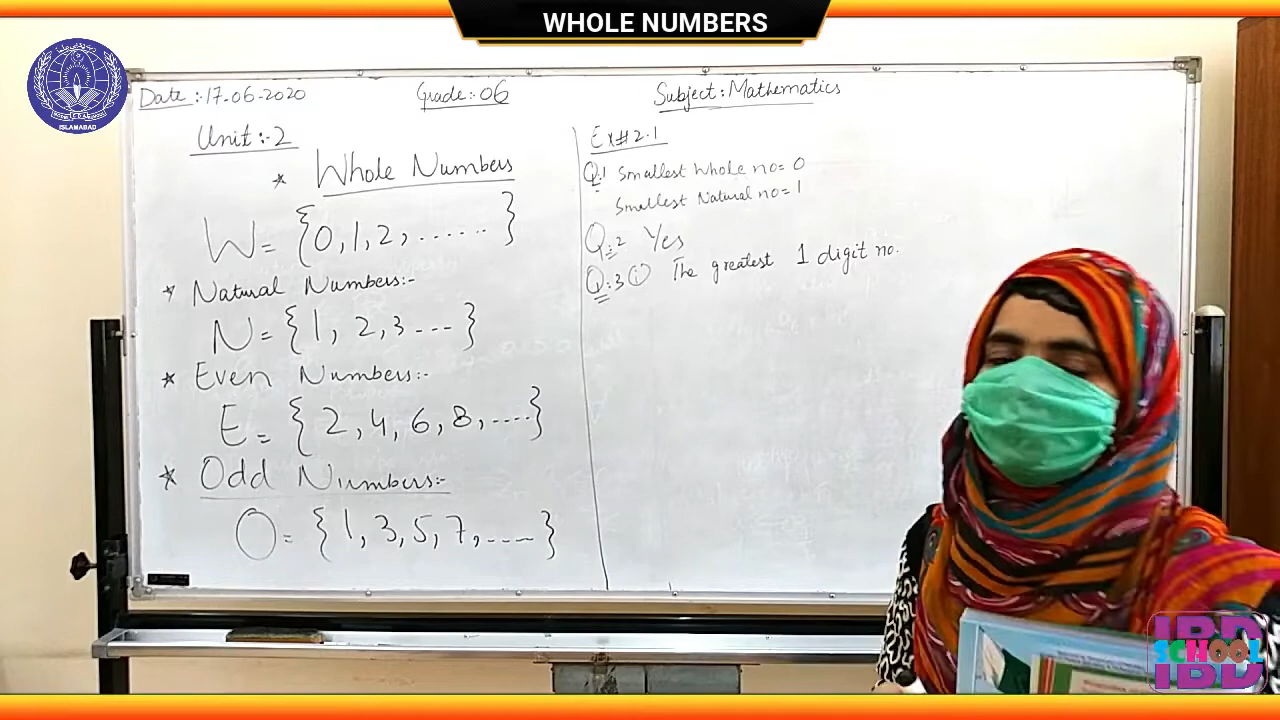 WHOLE NUMBERS
ISLAMABAD
Date :- 17-06-2020 Grade:- 06 Subject: Mathematics
Unit :- 2
* Whole Numbers
W = {0, 1, 2, ......}
* Natural Numbers:-
N = {1, 2, 3 ---}
* Even Numbers:-
E = {2, 4, 6, 8, ....}
* Odd Numbers:-
O = {1, 3, 5, 7, ....}
Ex# 2.1
Q:1 Smallest Whole no = 0
Smallest Natural no = 1
Q:2 Yes
Q:3 (i) The greatest 1 digit no.
IBD
SCHOOL
IBD